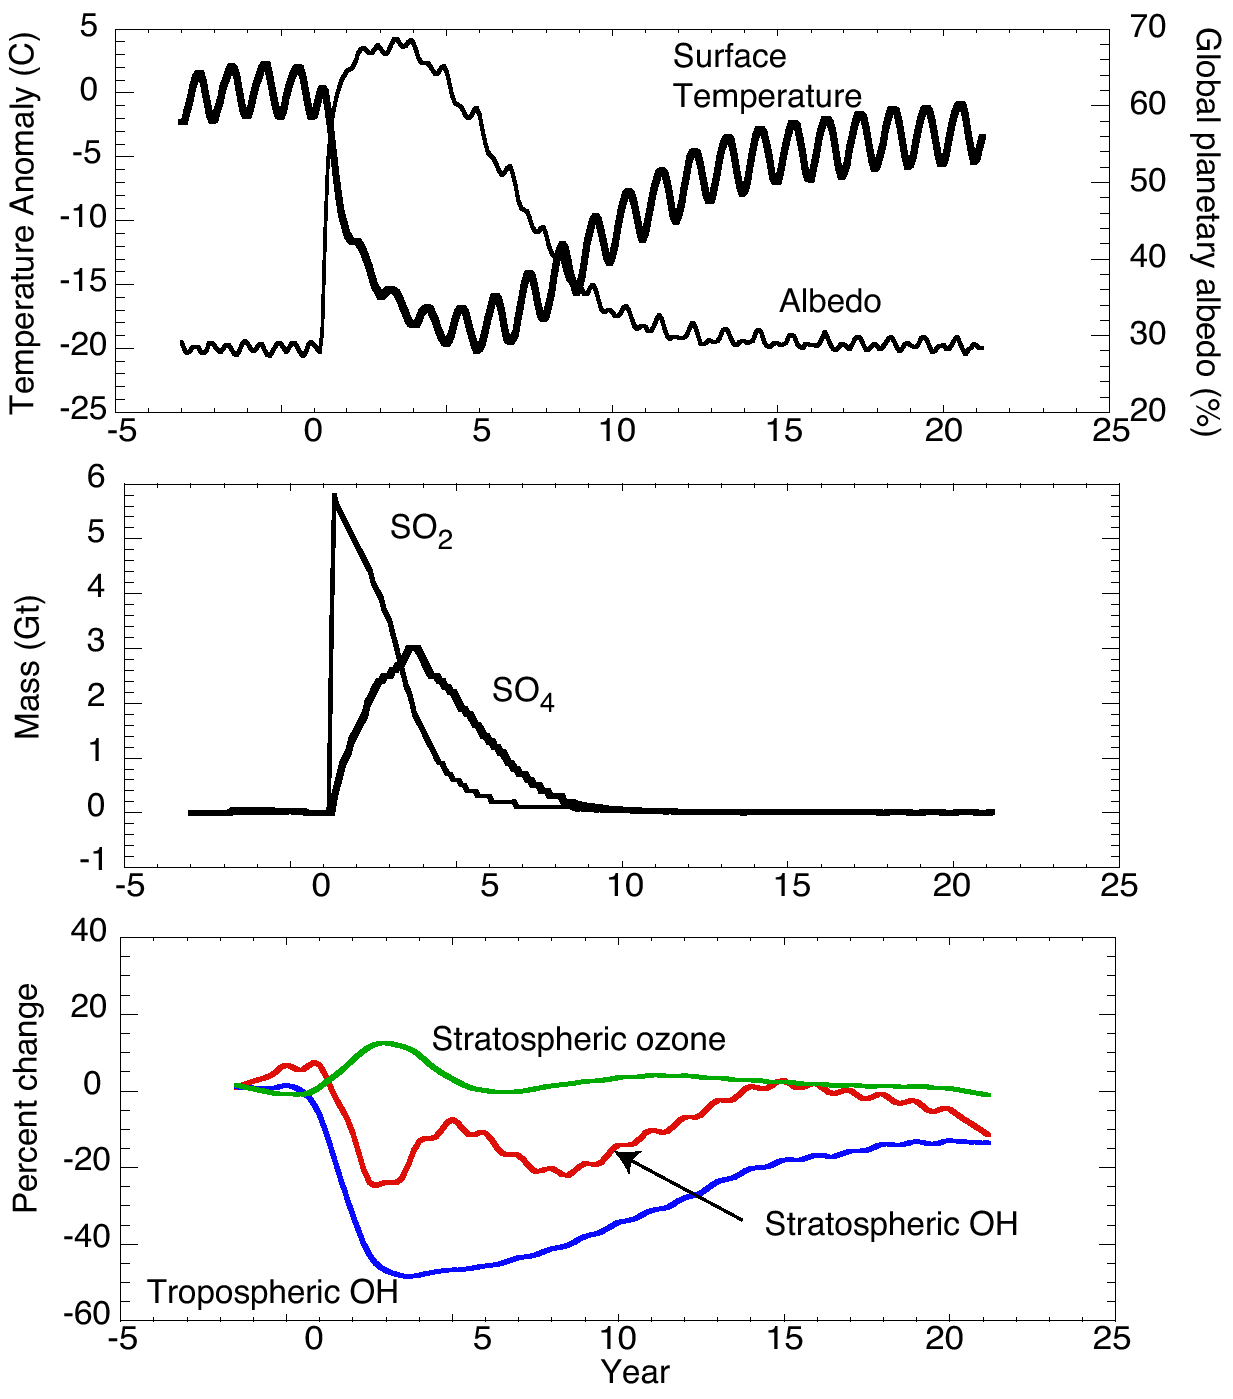 Temperature Anomaly (C)
5
0
-5
-10
-15
-20
-25
Surface
Temperature
Albedo
70
60
50
40
30
20
Global planetary albedo (%)
-5 0 5 10 15 20 25
Mass (Gt)
6
5
4
3
2
1
0
-1
SO2
SO4
-5 0 5 10 15 20 25
Percent change
40
20
0
-20
-40
-60
Stratospheric ozone
Stratospheric OH
Tropospheric OH
-5 0 5 10 15 20 25
Year